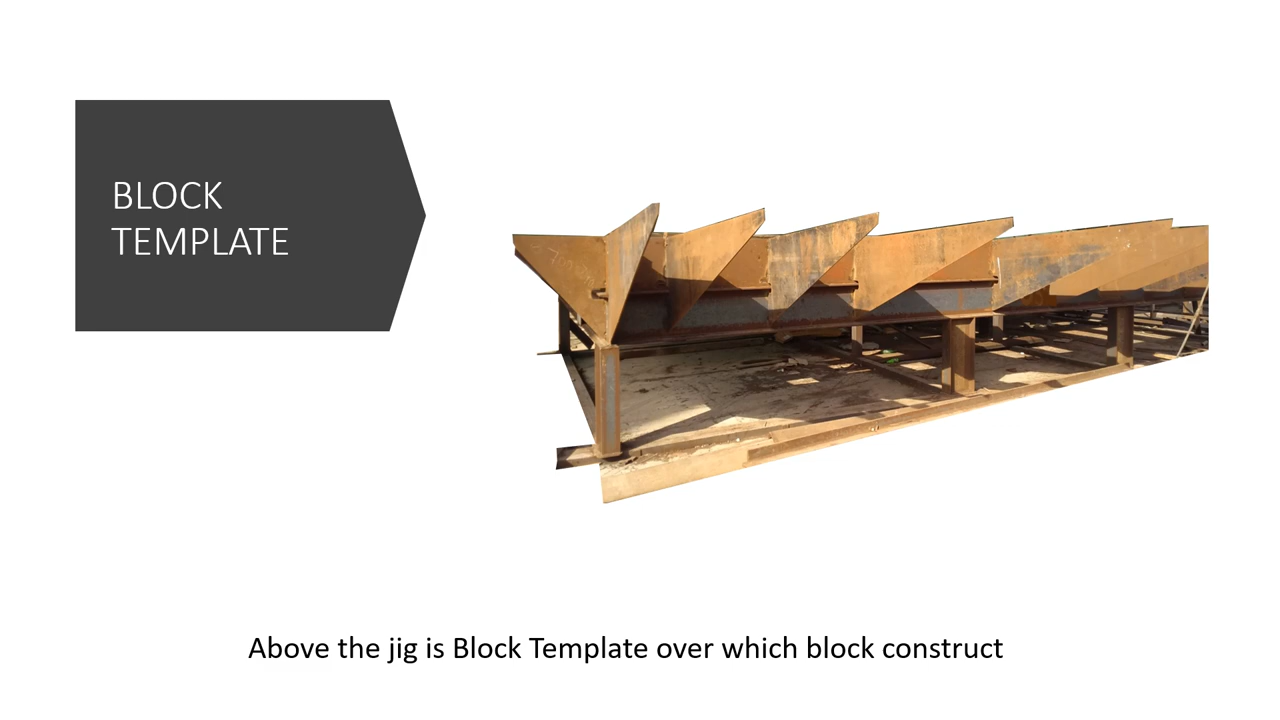 BLOCK
TEMPLATE
Above the jig is Block Template over which block construct